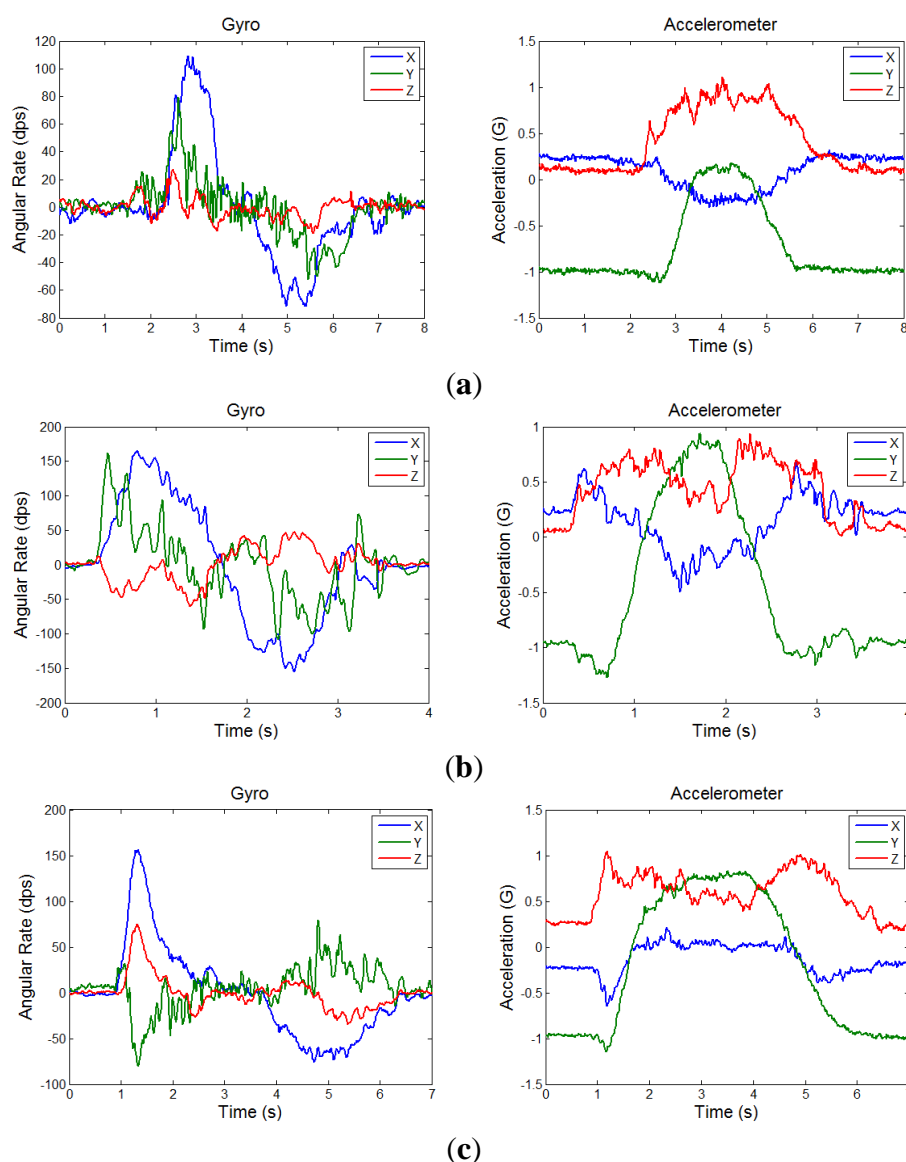 Gyro
Accelerometer
120
100
80
60
40
20
0
-20
-40
-60
-80
0 1 2 3 4 5 6 7 8
Angular Rate (dps)
Time (s)
X
Y
Z
1.5
1
0.5
0
-0.5
-1
-1.5
0 1 2 3 4 5 6 7 8
Acceleration (G)
Time (s)
X
Y
Z
(a)
Gyro
Accelerometer
200
150
100
50
0
-50
-100
-150
-200
0 1 2 3 4
Angular Rate (dps)
Time (s)
X
Y
Z
1
0.5
0
-0.5
-1
-1.5
0 1 2 3 4
Acceleration (G)
Time (s)
X
Y
Z
(b)
Gyro
Accelerometer
200
150
100
50
0
-50
-100
0 1 2 3 4 5 6 7
Angular Rate (dps)
Time (s)
X
Y
Z
1.5
1
0.5
0
-0.5
-1
-1.5
0 1 2 3 4 5 6 7
Acceleration (G)
Time (s)
X
Y
Z
(c)